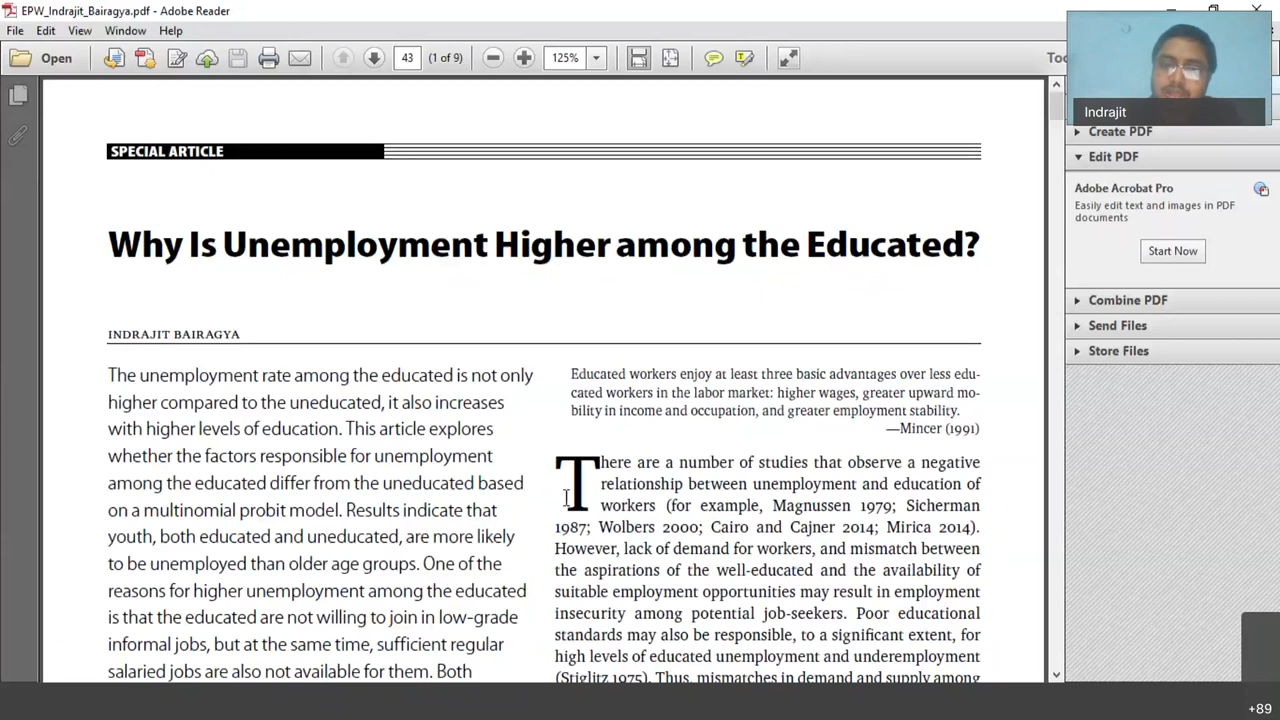 EPW_Indrajit_Bairagya.pdf - Adobe Reader
File Edit View Window Help
Open 43 (1 of 9) 125%
Indrajit
Create PDF
Edit PDF
Adobe Acrobat Pro
Easily edit text and images in PDF
documents
Start Now
Combine PDF
Send Files
Store Files
SPECIAL ARTICLE
Why Is Unemployment Higher among the Educated?
INDRAJIT BAIRAGYA
The unemployment rate among the educated is not only
higher compared to the uneducated, it also increases
with higher levels of education. This article explores
whether the factors responsible for unemployment
among the educated differ from the uneducated based
on a multinomial probit model. Results indicate that
youth, both educated and uneducated, are more likely
to be unemployed than older age groups. One of the
reasons for higher unemployment among the educated
is that the educated are not willing to join in low-grade
informal jobs, but at the same time, sufficient regular
salaried jobs are also not available for them. Both
Educated workers enjoy at least three basic advantages over less edu-
cated workers in the labor market: higher wages, greater upward mo-
bility in income and occupation, and greater employment stability.
—Mincer (1991)
There are a number of studies that observe a negative
relationship between unemployment and education of
workers (for example, Magnussen 1979; Sicherman
1987; Wolbers 2000; Cairo and Cajner 2014; Mirica 2014).
However, lack of demand for workers, and mismatch between
the aspirations of the well-educated and the availability of
suitable employment opportunities may result in employment
insecurity among potential job-seekers. Poor educational
standards may also be responsible, to a significant extent, for
high levels of educated unemployment and underemployment
(Stiglitz 1975). Thus, mismatches in demand and supply among
+89